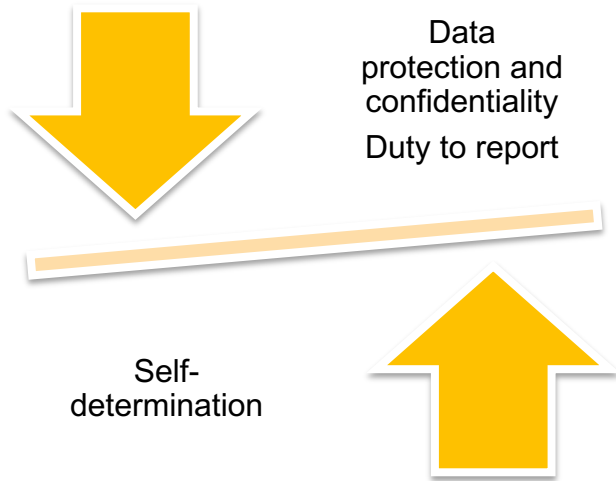 Data
protection and
confidentiality
Duty to report
Self-
determination